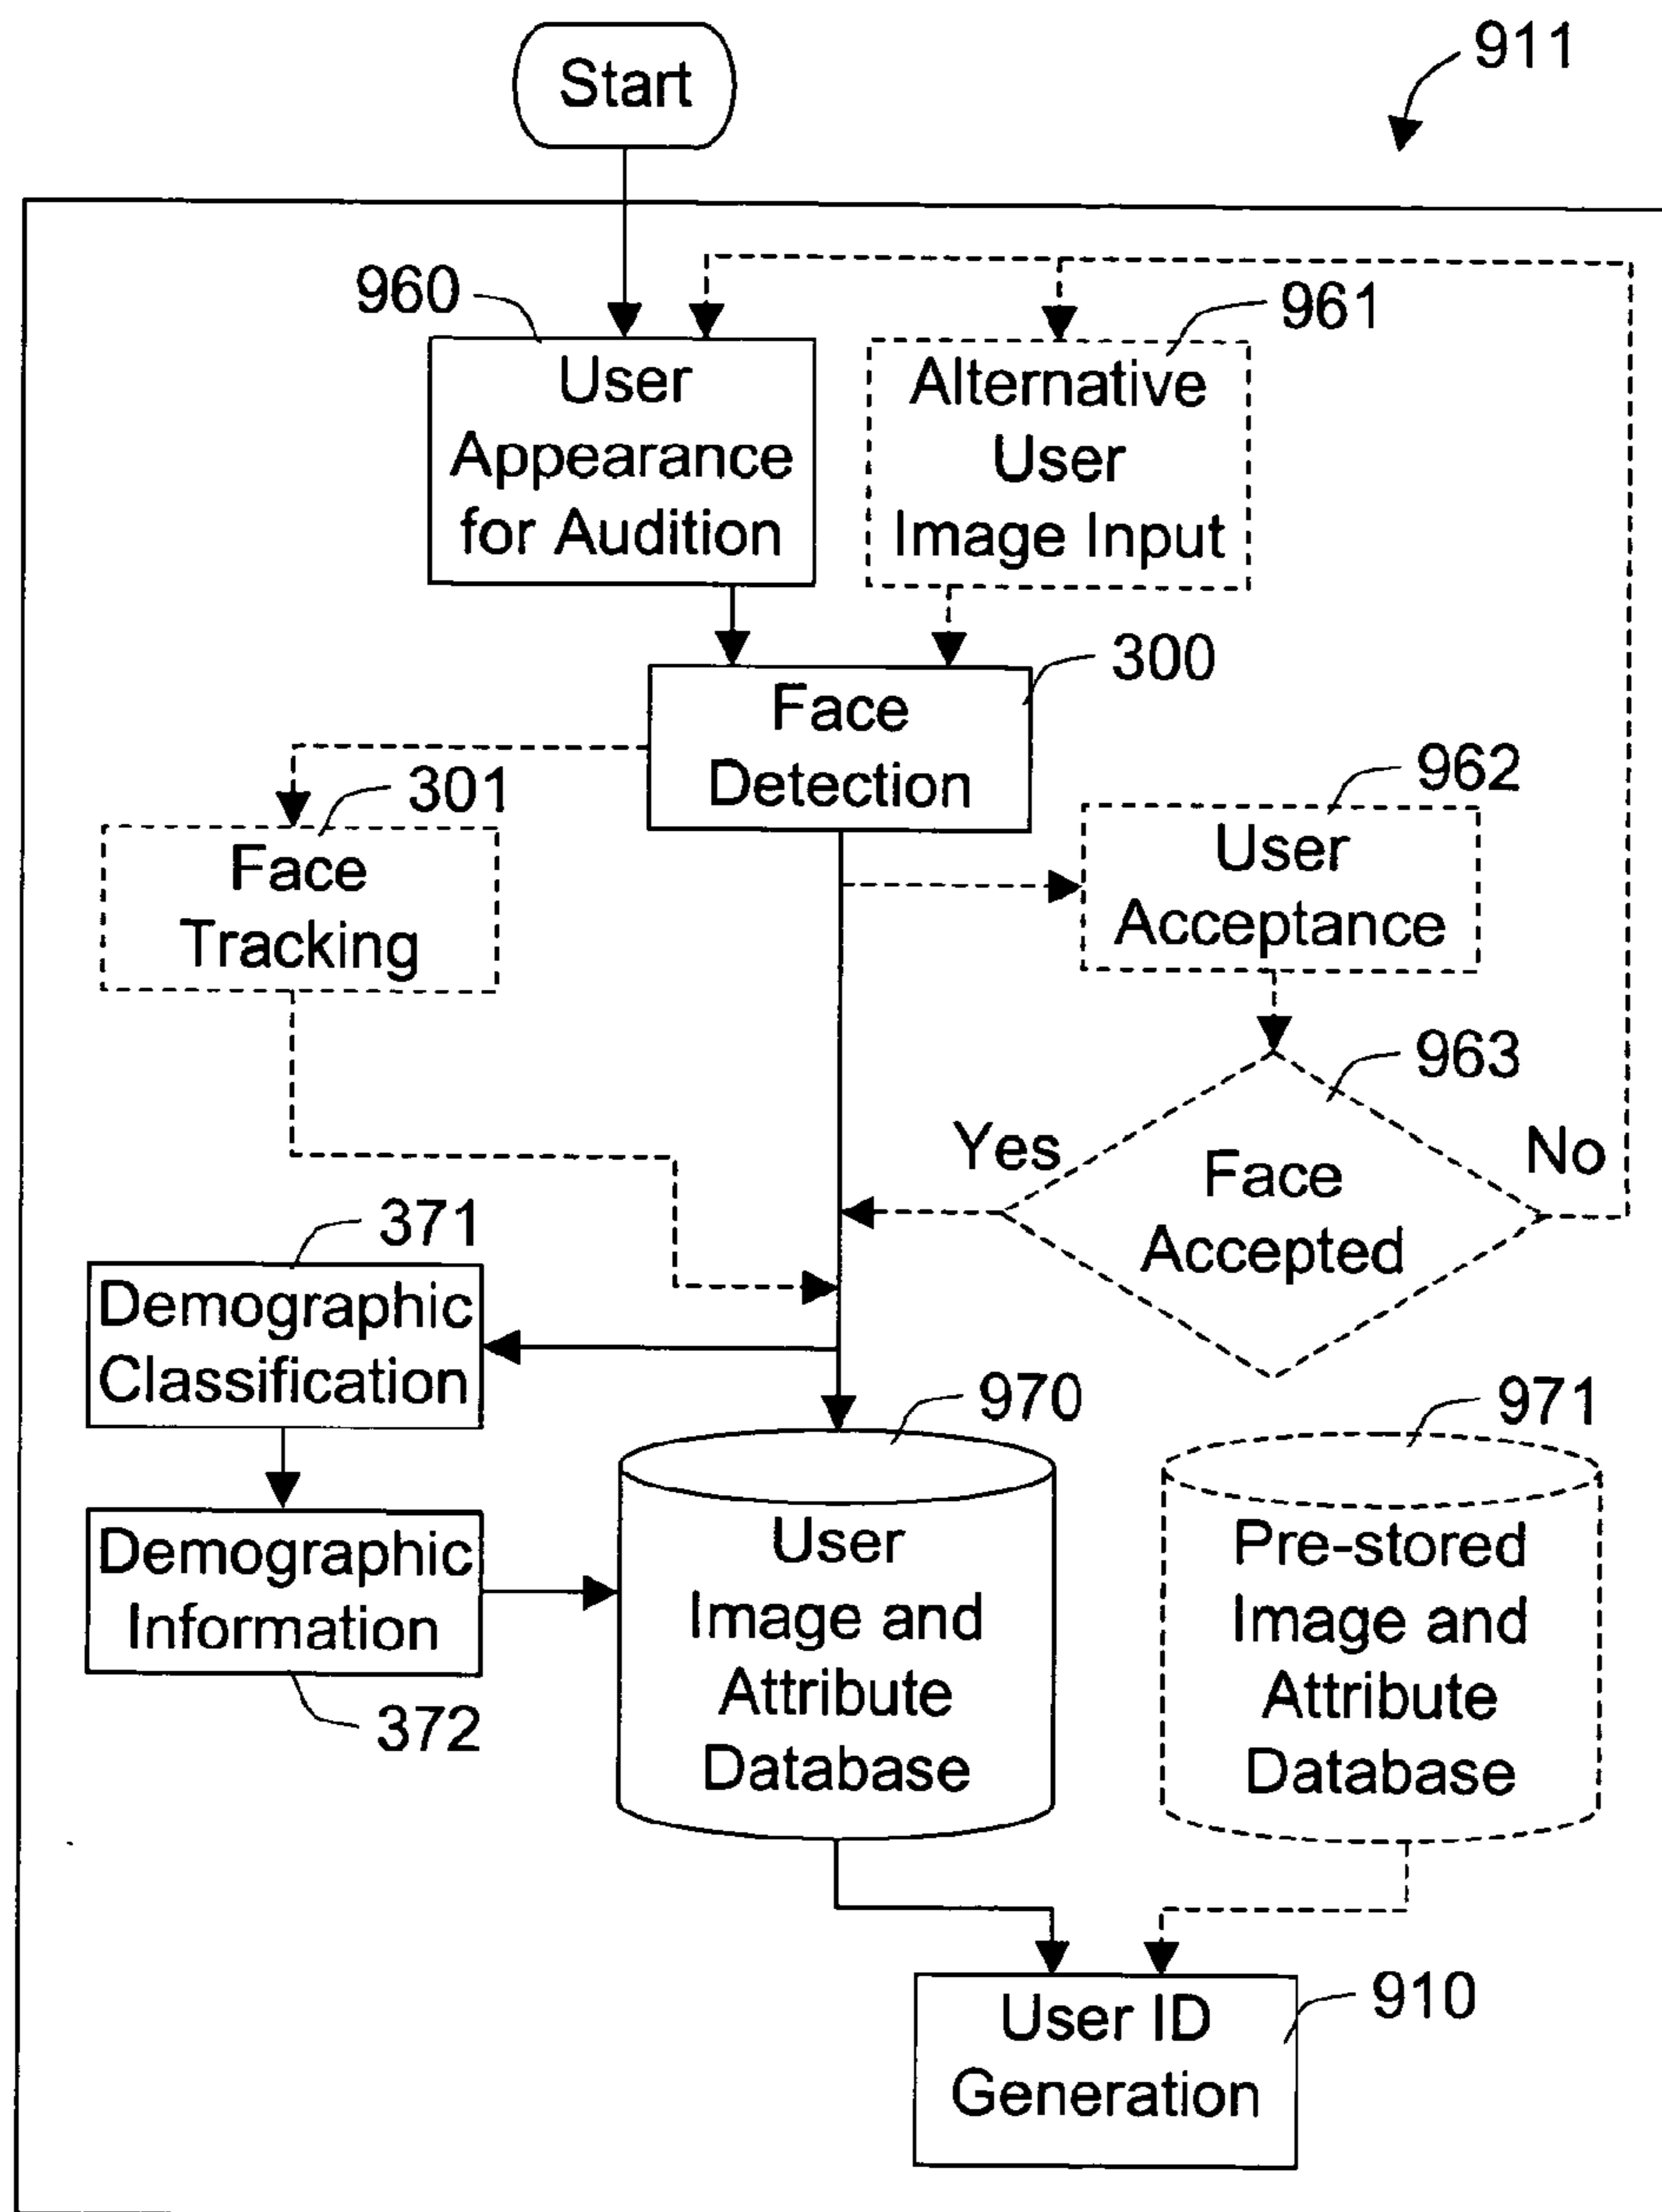 Start
911
960
User
Appearance
for Audition
961
Alternative
User
Image Input
300
Face
Detection
301
Face
Tracking
962
User
Acceptance
963
Yes
Face
Accepted
No
371
Demographic
Classification
Demographic
Information
372
970
User
Image and
Attribute
Database
971
Pre-stored
Image and
Attribute
Database
User ID
Generation
910